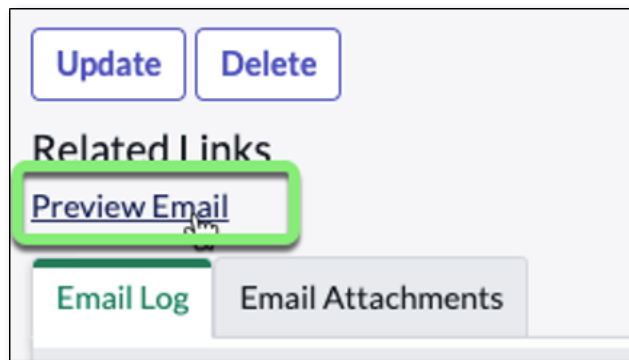 Update Delete
Related Links
Preview Email
Email Log Email Attachments